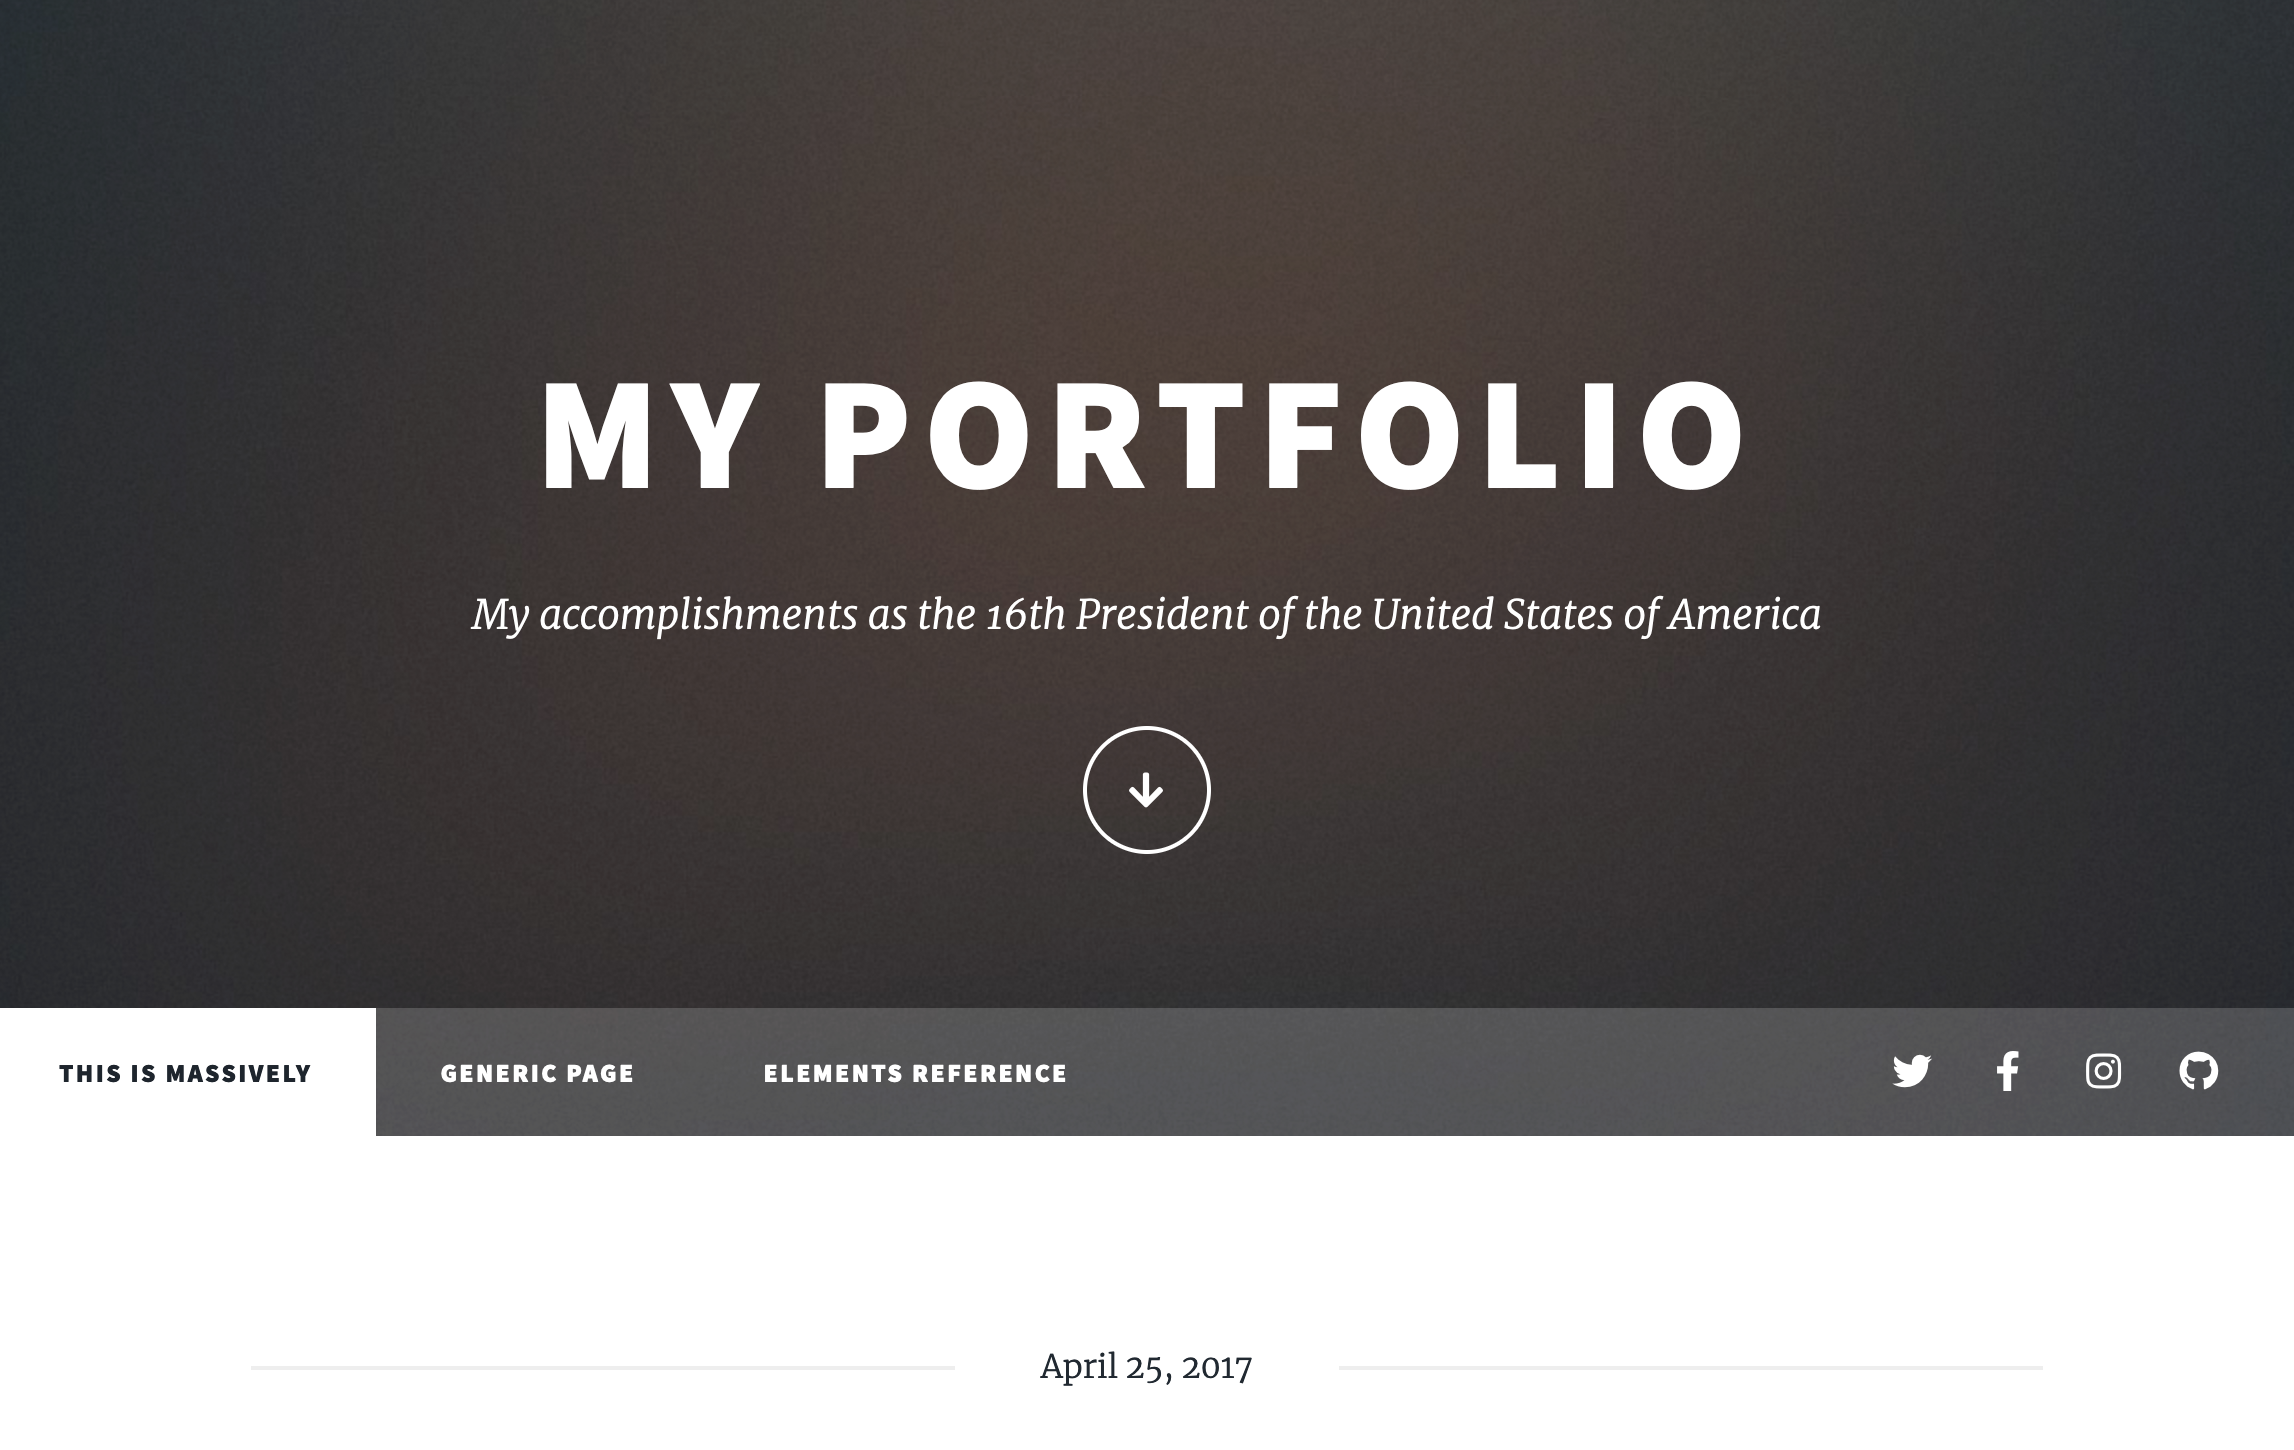 MY PORTFOLIO
My accomplishments as the 16th President of the United States of America
THIS IS MASSIVELY GENERIC PAGE ELEMENTS REFERENCE
April 25, 2017